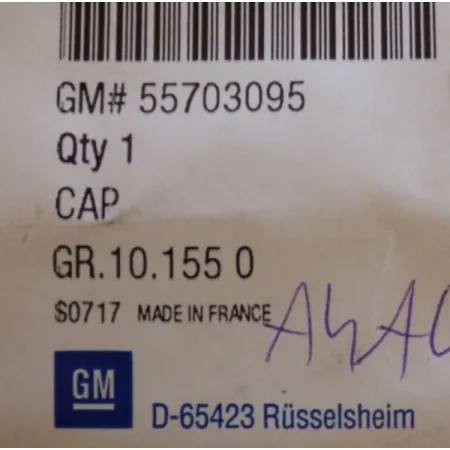 GM# 55703095
Qty 1
CAP
GR.10.155 0
S0717 MADE IN FRANCE
GM
D-65423 Rüsselsheim